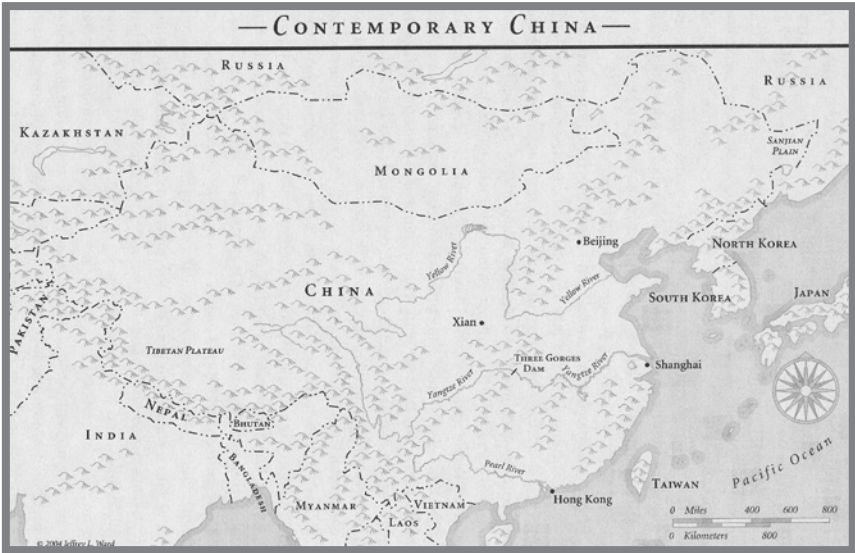 CONTEMPORARY CHINA
RUSSIA
RUSSIA
KAZAKHSTAN
SANJIAN
PLAIN
MONGOLIA
Beijing
NORTH KOREA
Yellow River
Yellow River
CHINA
SOUTH KOREA
JAPAN
PAKISTAN
Xian
TIBETAN PLATEAU
THREE GORGES
DAM
Yangtze River
Shanghai
Yangtze River
NEPAL
BHUTAN
INDIA
BANGLADESH
Pearl River
Pacific Ocean
TAIWAN
Hong Kong
MYANMAR
VIETNAM
LAOS
0 Miles 400 600 800
0 Kilometers 800
© 2004 Jeffrey L. Ward